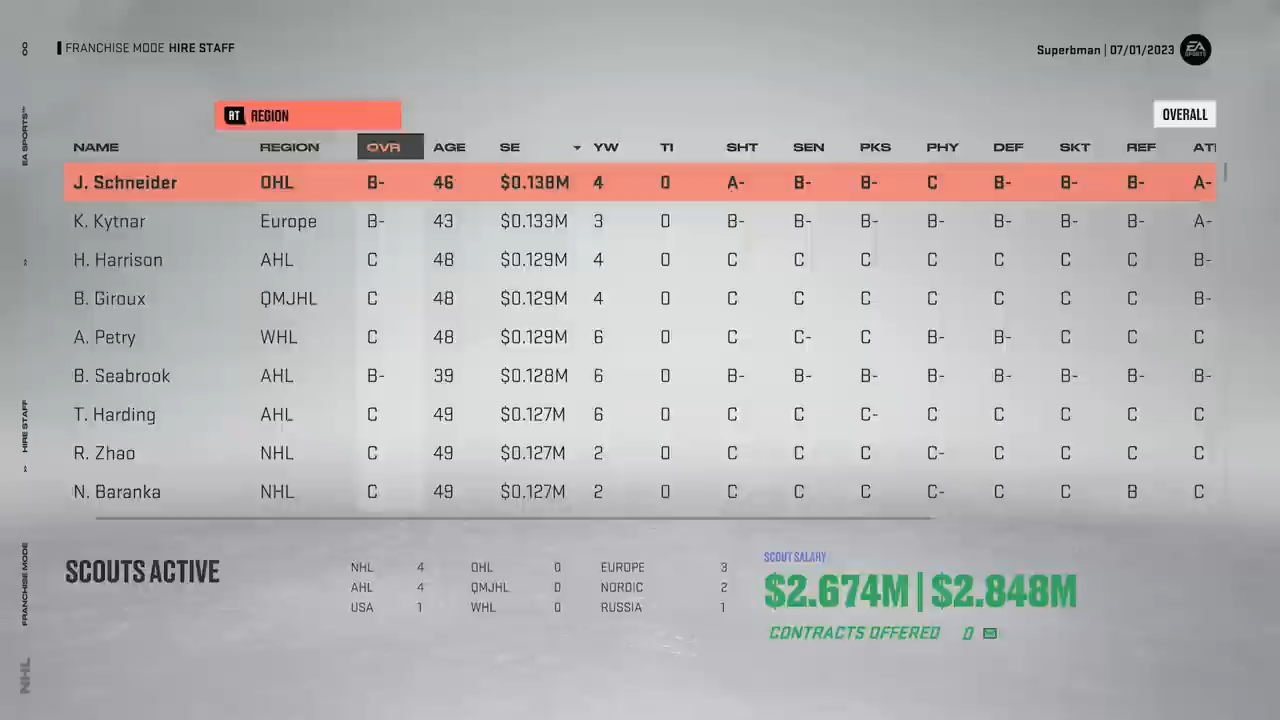 FRANCHISE MODE HIRE STAFF
Superbman | 07/01/2023 EA SPORTS
RT REGION
OVERALL
NAME REGION OVR AGE SE YW TI SHT SEN PKS PHY DEF SKT REF ATH
J. Schneider OHL B- 46 $0.138M 4 0 A- B- B- C B- B- B- A-
K. Kytnar Europe B- 43 $0.133M 3 0 B- B- B- B- B- B- B- A-
H. Harrison AHL C 48 $0.129M 4 0 C C C C C C C B-
B. Giroux QMJHL C 48 $0.129M 4 0 C C C C C C C B-
A. Petry WHL C 48 $0.129M 6 0 C C- C B- B- C C C
B. Seabrook AHL B- 39 $0.128M 6 0 B- B- B- B- B- B- B- B-
T. Harding AHL C 49 $0.127M 6 0 C C C- C C C C C
R. Zhao NHL C 49 $0.127M 2 0 C C C C- C C C C
N. Baranka NHL C 49 $0.127M 2 0 C C C C- C C B C
SCOUTS ACTIVE
NHL 4 OHL 0 EUROPE 3
AHL 4 QMJHL 0 NORDIC 2
USA 1 WHL 0 RUSSIA 1
SCOUT SALARY
$2.674M | $2.848M
CONTRACTS OFFERED 0
NHL FRANCHISE MODE >> HIRE STAFF >> EA SPORTS™